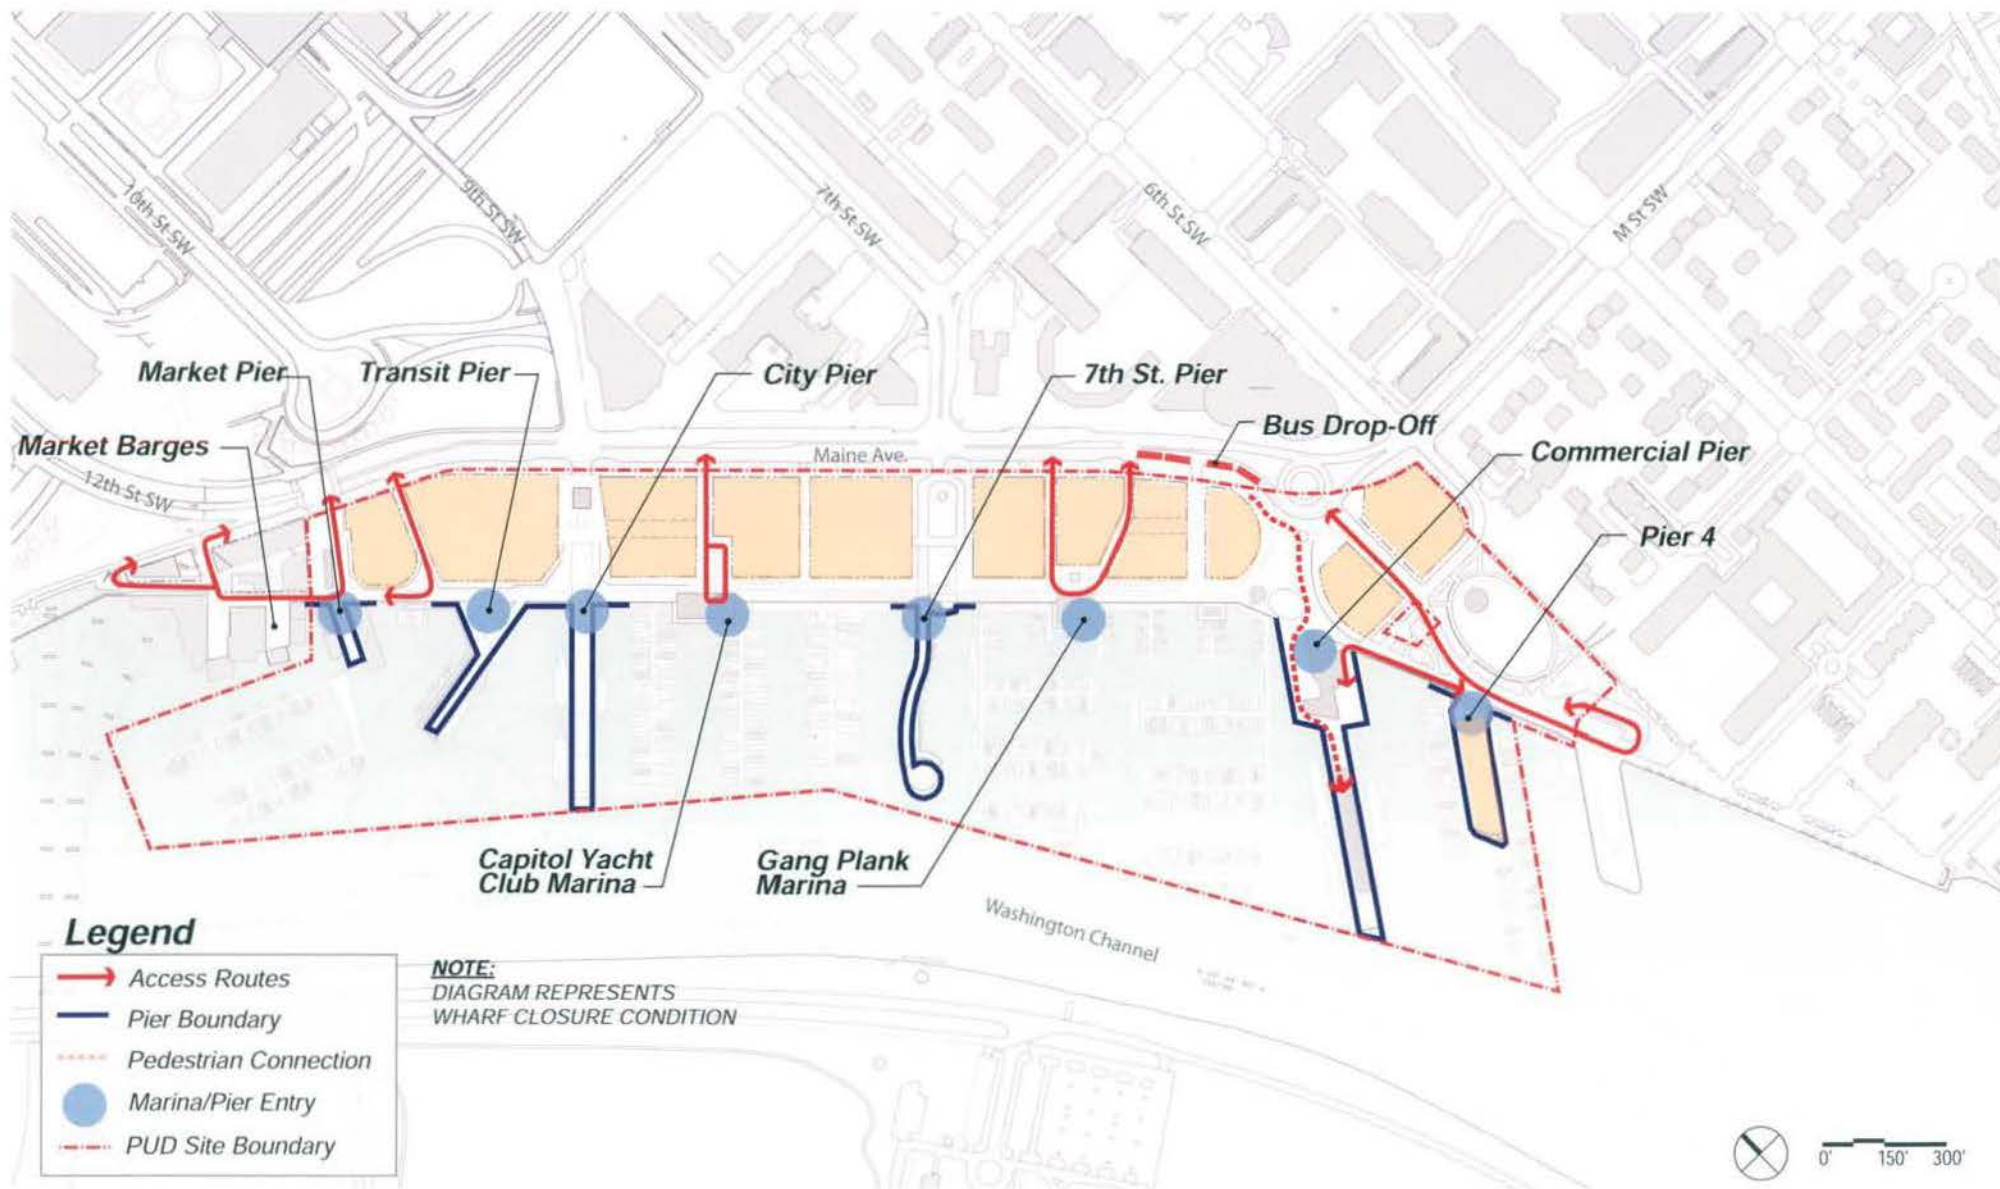 10th St SW
9th St SW
7th St SW
6th St SW
M St SW
Market Pier
Transit Pier
City Pier
7th St. Pier
Bus Drop-Off
Market Barges
Maine Ave.
Commercial Pier
12th St SW
Pier 4
Capitol Yacht
Club Marina
Gang Plank
Marina
Washington Channel
Legend
Access Routes
Pier Boundary
Pedestrian Connection
Marina/Pier Entry
PUD Site Boundary
NOTE:
DIAGRAM REPRESENTS
WHARF CLOSURE CONDITION
0' 150' 300'